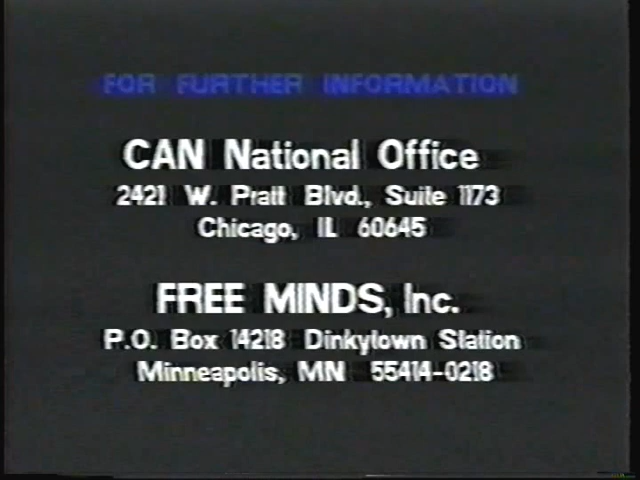 FOR FURTHER INFORMATION
CAN National Office
2421 W. Pratt Blvd., Suite 1173
Chicago, IL 60645
FREE MINDS, Inc.
P.O. Box 14218 Dinkytown Station
Minneapolis, MN 55414-0218